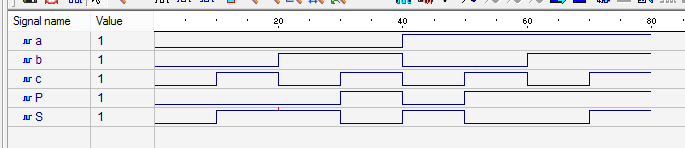 Signal name Value 20 40 60 80
a 1
b 1
c 1
P 1
S 1